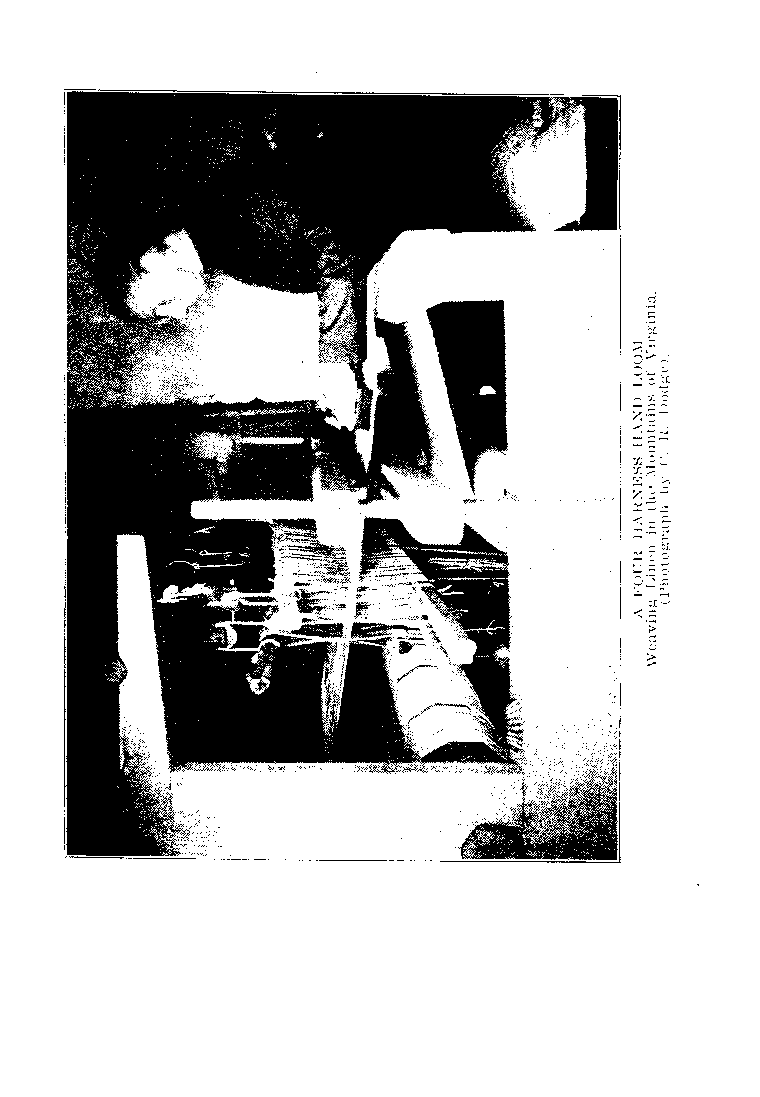 A FOUR HARNESS HAND LOOM
Weaving Linen in the Mountains of Virginia.
(Photograph by C. R. Dodge).